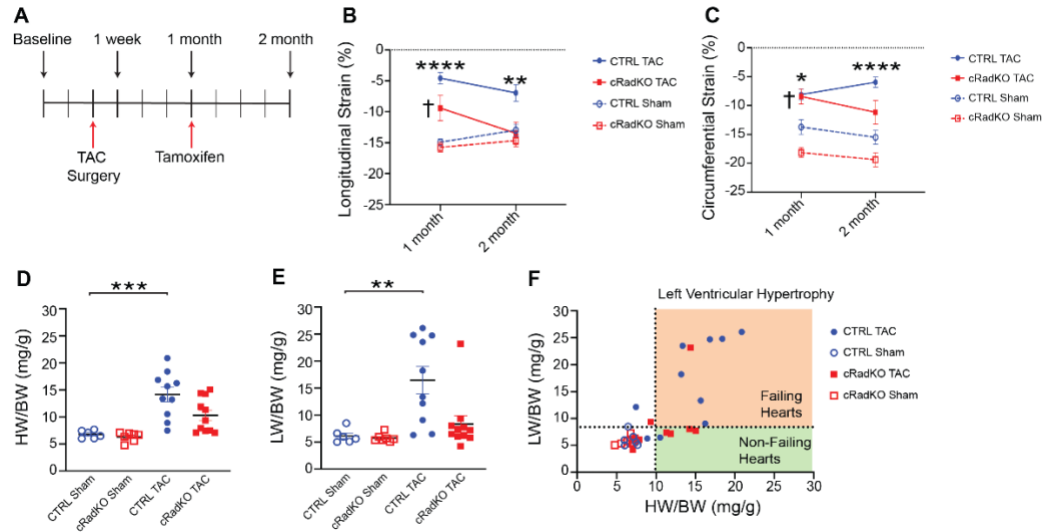 A
Baseline 1 week 1 month 2 month
TAC
Surgery
Tamoxifen
B
Longitudinal Strain (%)
0
-5
-10
-15
-20
-25
****
**
†
1 month
2 month
CTRL TAC
cRadKO TAC
CTRL Sham
cRadKO Sham
C
Circumferential Strain (%)
0
-5
-10
-15
-20
-25
*
****
†
1 month
2 month
CTRL TAC
cRadKO TAC
CTRL Sham
cRadKO Sham
D
***
HW/BW (mg/g)
30
25
20
15
10
5
0
CTRL Sham
cRadKO Sham
CTRL TAC
cRadKO TAC
E
**
LW/BW (mg/g)
30
25
20
15
10
5
0
CTRL Sham
cRadKO Sham
CTRL TAC
cRadKO TAC
F
Left Ventricular Hypertrophy
LW/BW (mg/g)
30
25
20
15
10
5
0
Failing
Hearts
Non-Failing
Hearts
0 5 10 15 20 25 30
HW/BW (mg/g)
CTRL TAC
CTRL Sham
cRadKO TAC
cRadKO Sham